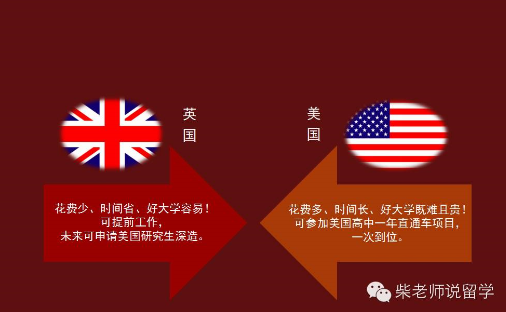 英国
花费少、时间省、好大学容易！
可提前工作，
未来可申请美国研究生深造。
美国
花费多、时间长、好大学既难且贵！
可参加美国高中一年直通车项目，
一次到位。
柴老师说留学